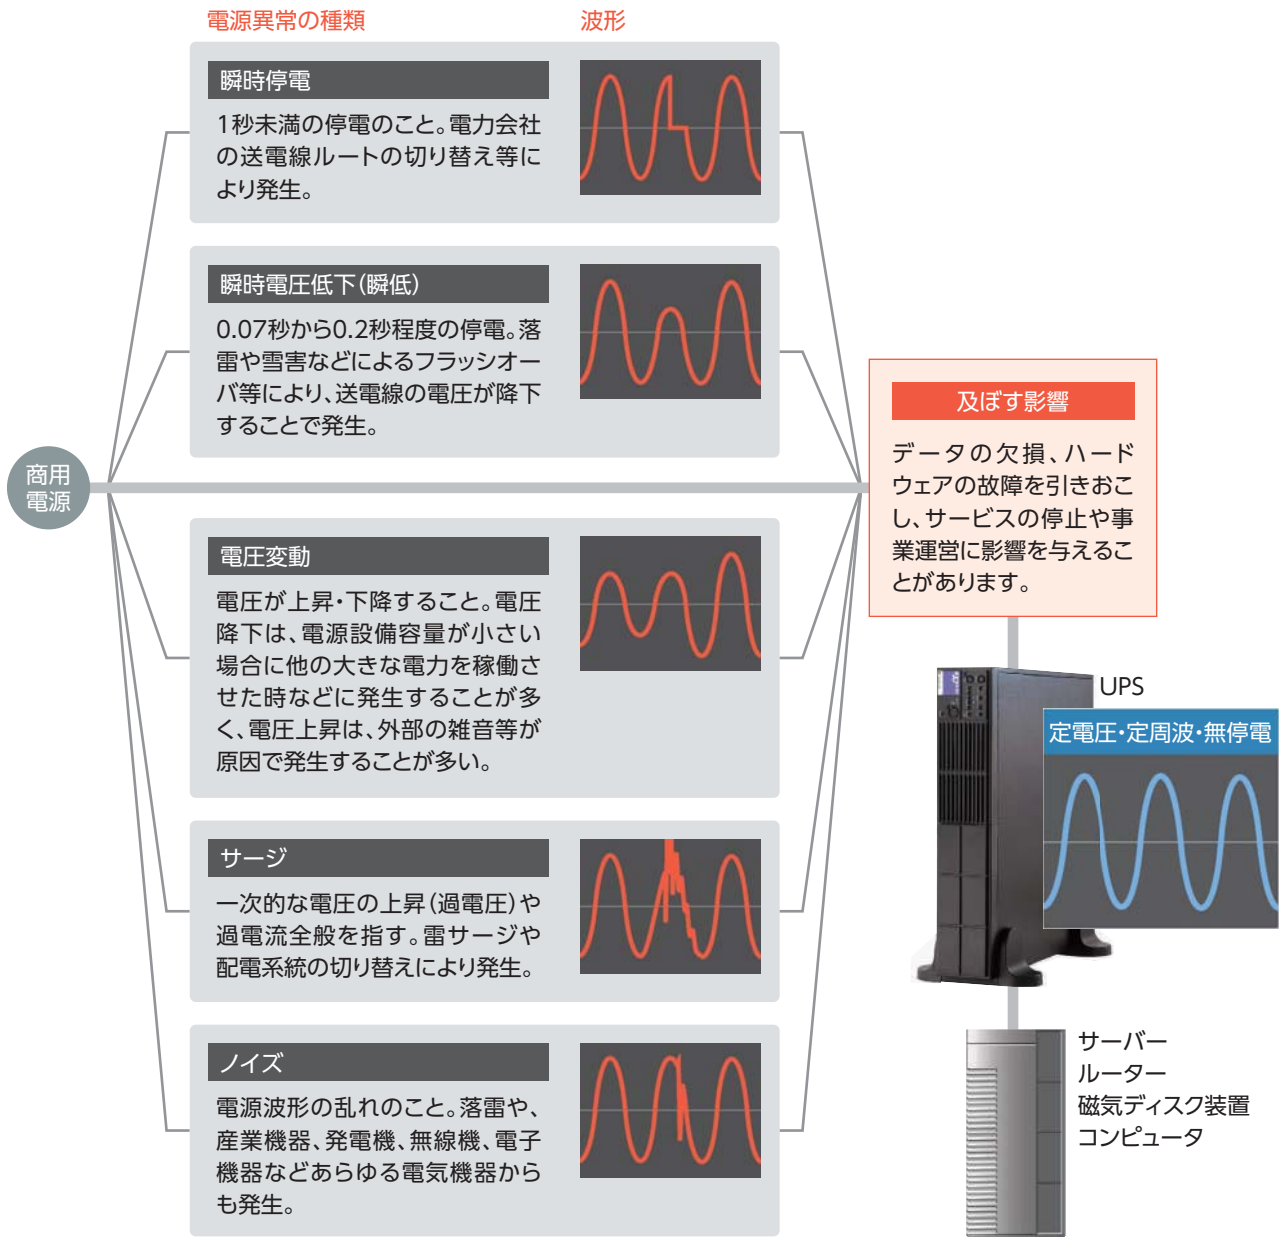 電源異常の種類
波形
瞬時停電
1秒未満の停電のこと。電力会社
の送電線ルートの切り替え等に
より発生。
瞬時電圧低下(瞬低)
0.07秒から0.2秒程度の停電。落
雷や雪害などによるフラッシオー
バ等により、送電線の電圧が降下
することで発生。
商用
電源
電圧変動
電圧が上昇・下降すること。電圧
降下は、電源設備容量が小さい
場合に他の大きな電力を稼働さ
せた時などに発生することが多
く、電圧上昇は、外部の雑音等が
原因で発生することが多い。
サージ
一次的な電圧の上昇(過電圧)や
過電流全般を指す。雷サージや
配電系統の切り替えにより発生。
ノイズ
電源波形の乱れのこと。落雷や、
産業機器、発電機、無線機、電子
機器などあらゆる電気機器から
も発生。
及ぼす影響
データの欠損、ハード
ウェアの故障を引きおこ
し、サービスの停止や事
業運営に影響を与えるこ
とがあります。
UPS
定電圧・定周波・無停電
サーバー
ルーター
磁気ディスク装置
コンピュータ